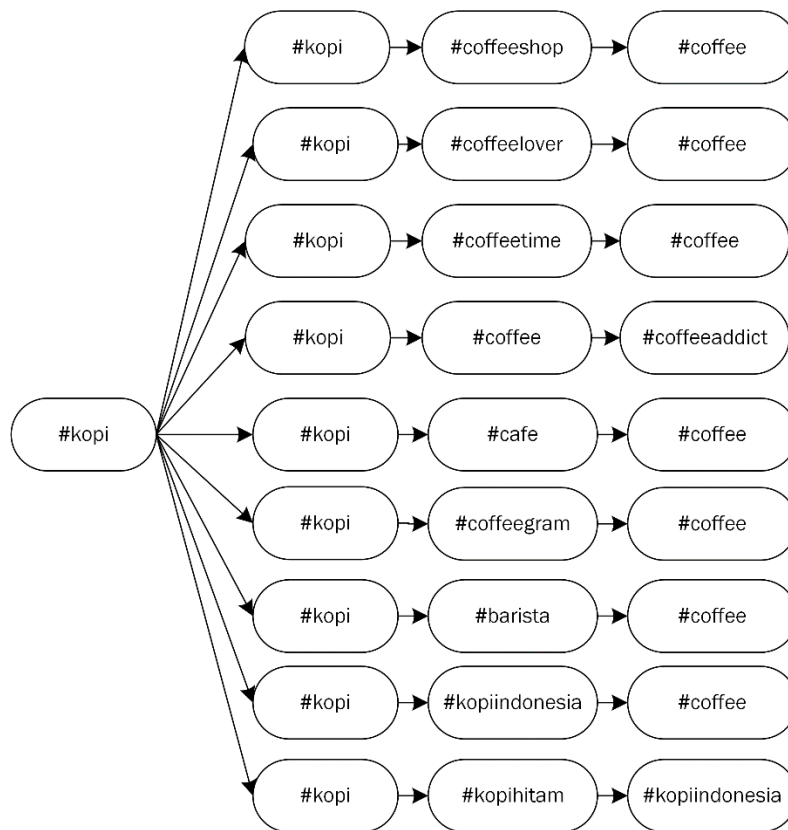 #kopi #coffeeshop #coffee
#kopi #coffeelover #coffee
#kopi #coffeetime #coffee
#kopi #coffee #coffeeaddict
#kopi #kopi #cafe #coffee
#kopi #coffeegram #coffee
#kopi #barista #coffee
#kopi #kopiindonesia #coffee
#kopi #kopihitam #kopiindonesia